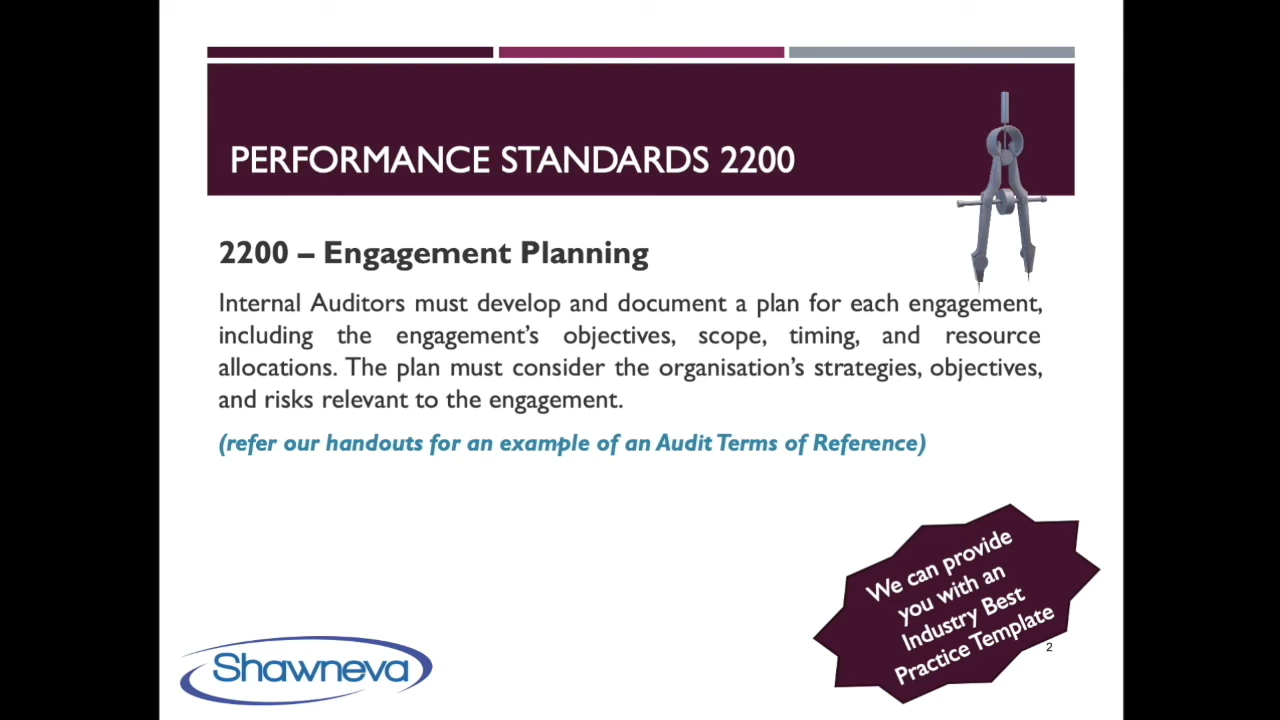 PERFORMANCE STANDARDS 2200
2200 – Engagement Planning
Internal Auditors must develop and document a plan for each engagement,
including the engagement’s objectives, scope, timing, and resource
allocations. The plan must consider the organisation’s strategies, objectives,
and risks relevant to the engagement.
(refer our handouts for an example of an Audit Terms of Reference)
We can provide
you with an
Industry Best
Practice Template
2
Shawneva